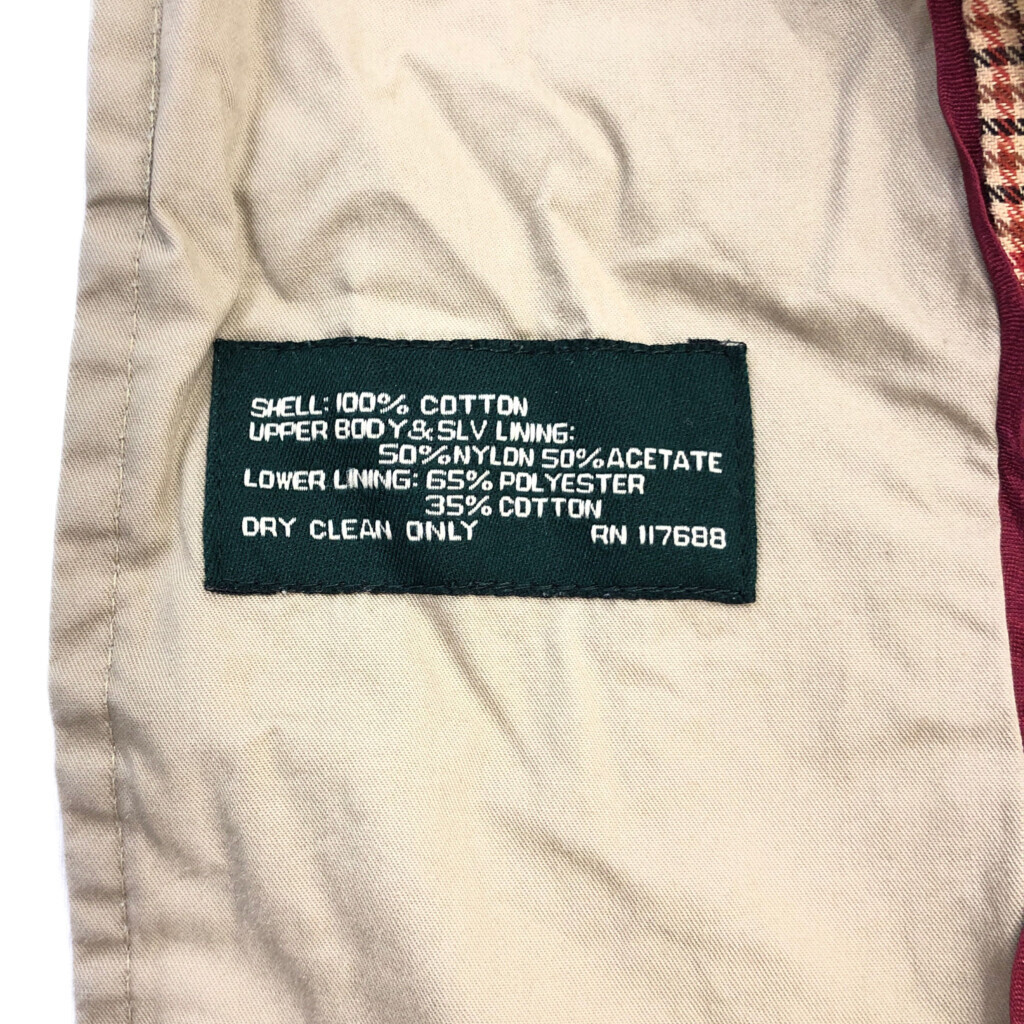 SHELL: 100% COTTON
UPPER BODY & SLV LINING:
50% NYLON 50% ACETATE
LOWER LINING: 65% POLYESTER
35% COTTON
DRY CLEAN ONLY RN 117688